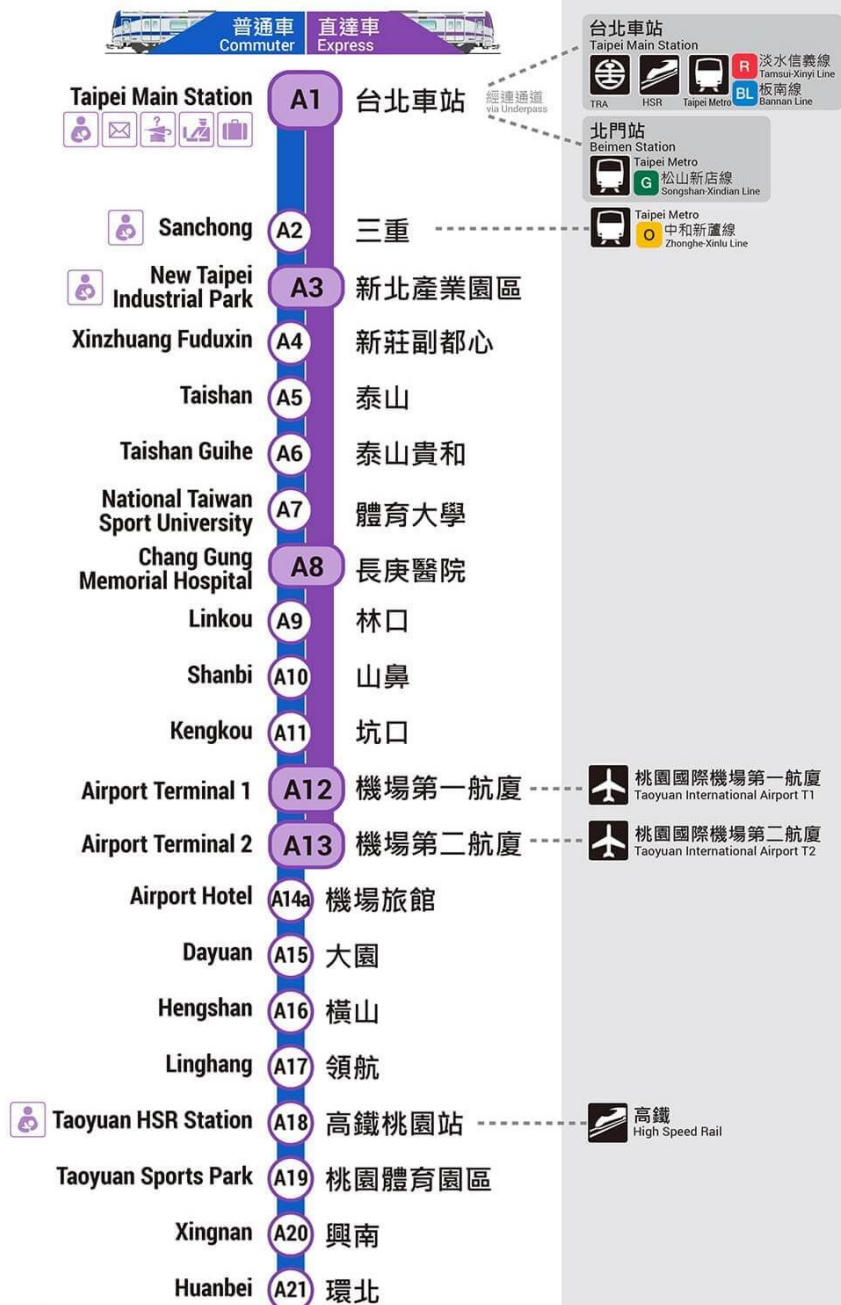 普通車
Commuter
直達車
Express
台北車站
Taipei Main Station
TRA
HSR
Taipei Metro
R
淡水信義線
Tamsui-Xinyi Line
BL
板南線
Bannan Line
Taipei Main Station
A1
台北車站
經連通道
via Underpass
北門站
Beimen Station
Taipei Metro
G
松山新店線
Songshan-Xindian Line
Sanchong
A2
三重
Taipei Metro
O
中和新蘆線
Zhonghe-Xinlu Line
New Taipei
Industrial Park
A3
新北產業園區
Xinzhuang Fuduxin
A4
新莊副都心
Taishan
A5
泰山
Taishan Guihe
A6
泰山貴和
National Taiwan
Sport University
A7
體育大學
Chang Gung
Memorial Hospital
A8
長庚醫院
Linkou
A9
林口
Shanbi
A10
山鼻
Kengkou
A11
坑口
Airport Terminal 1
A12
機場第一航廈
桃園國際機場第一航廈
Taoyuan International Airport T1
Airport Terminal 2
A13
機場第二航廈
桃園國際機場第二航廈
Taoyuan International Airport T2
Airport Hotel
A14a
機場旅館
Dayuan
A15
大園
Hengshan
A16
橫山
Linghang
A17
領航
Taoyuan HSR Station
A18
高鐵桃園站
高鐵
High Speed Rail
Taoyuan Sports Park
A19
桃園體育園區
Xingnan
A20
興南
Huanbei
A21
環北